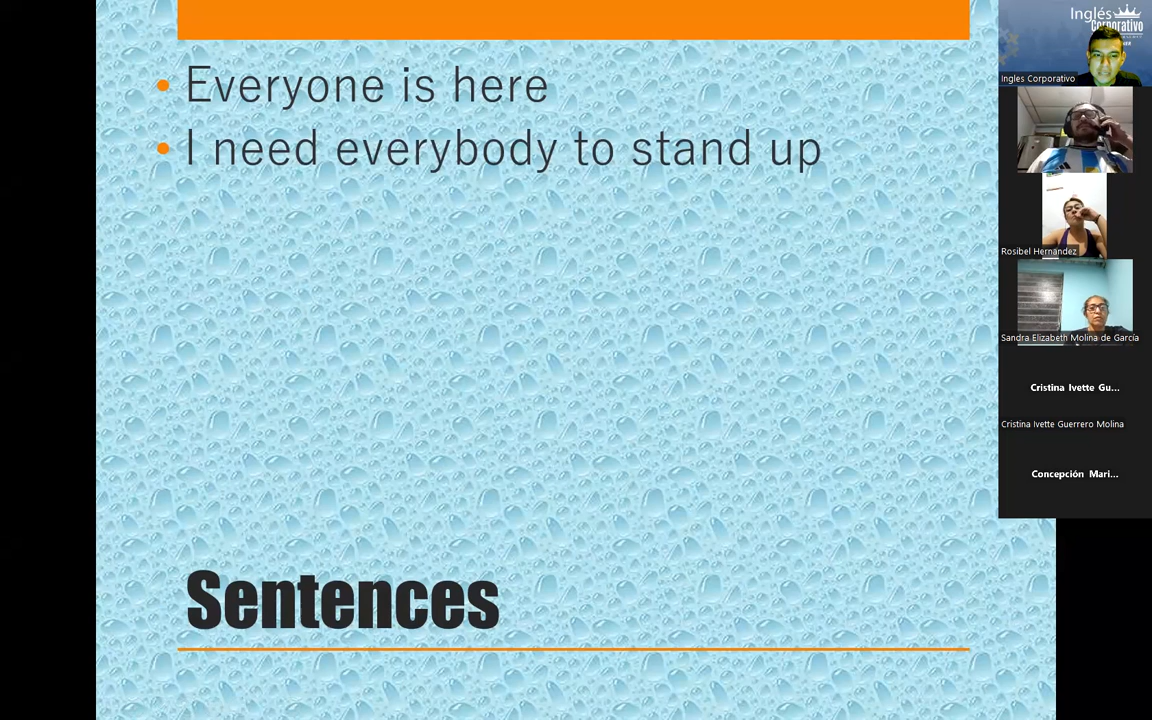 Everyone is here
I need everybody to stand up
Sentences
Inglés
Corporativo
Ingles Corporativo
Rosibel Hernández
Sandra Elizabeth Molina de García
Cristina Ivette Gu...
Cristina Ivette Guerrero Molina
Concepción Mari...